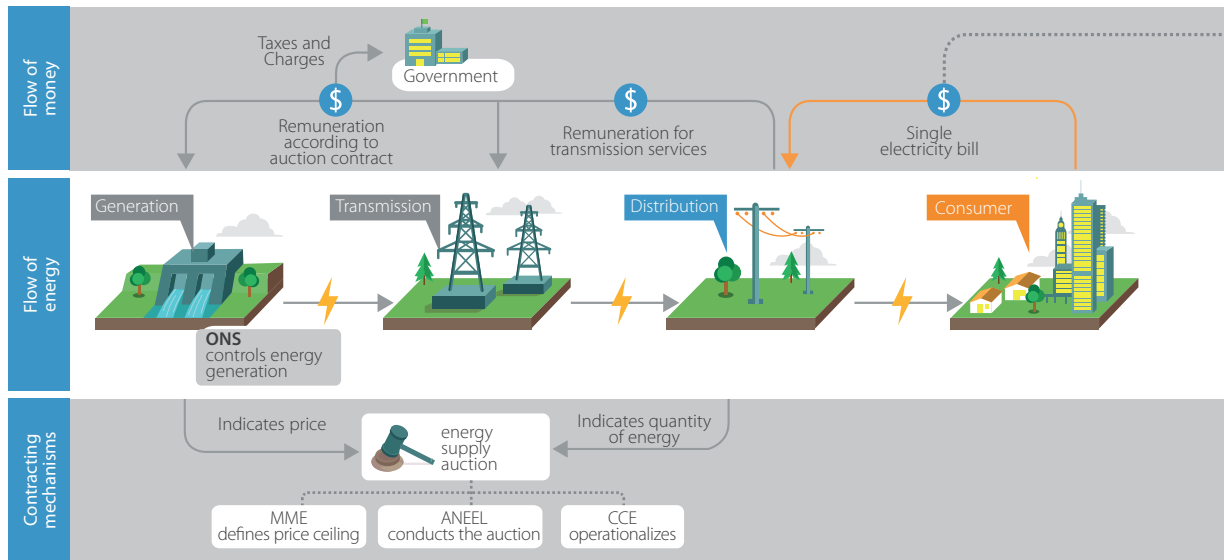 Flow of
money
Taxes and
Charges
Government
$
$
$
Remuneration
according to
auction contract
Remuneration for
transmission services
Single
electricity bill
Flow of
energy
Generation
Transmission
Distribution
Consumer
ONS
controls energy
generation
Contracting
mechanisms
Indicates price
energy
supply
auction
Indicates quantity
of energy
MME
defines price ceiling
ANEEL
conducts the auction
CCE
operationalizes